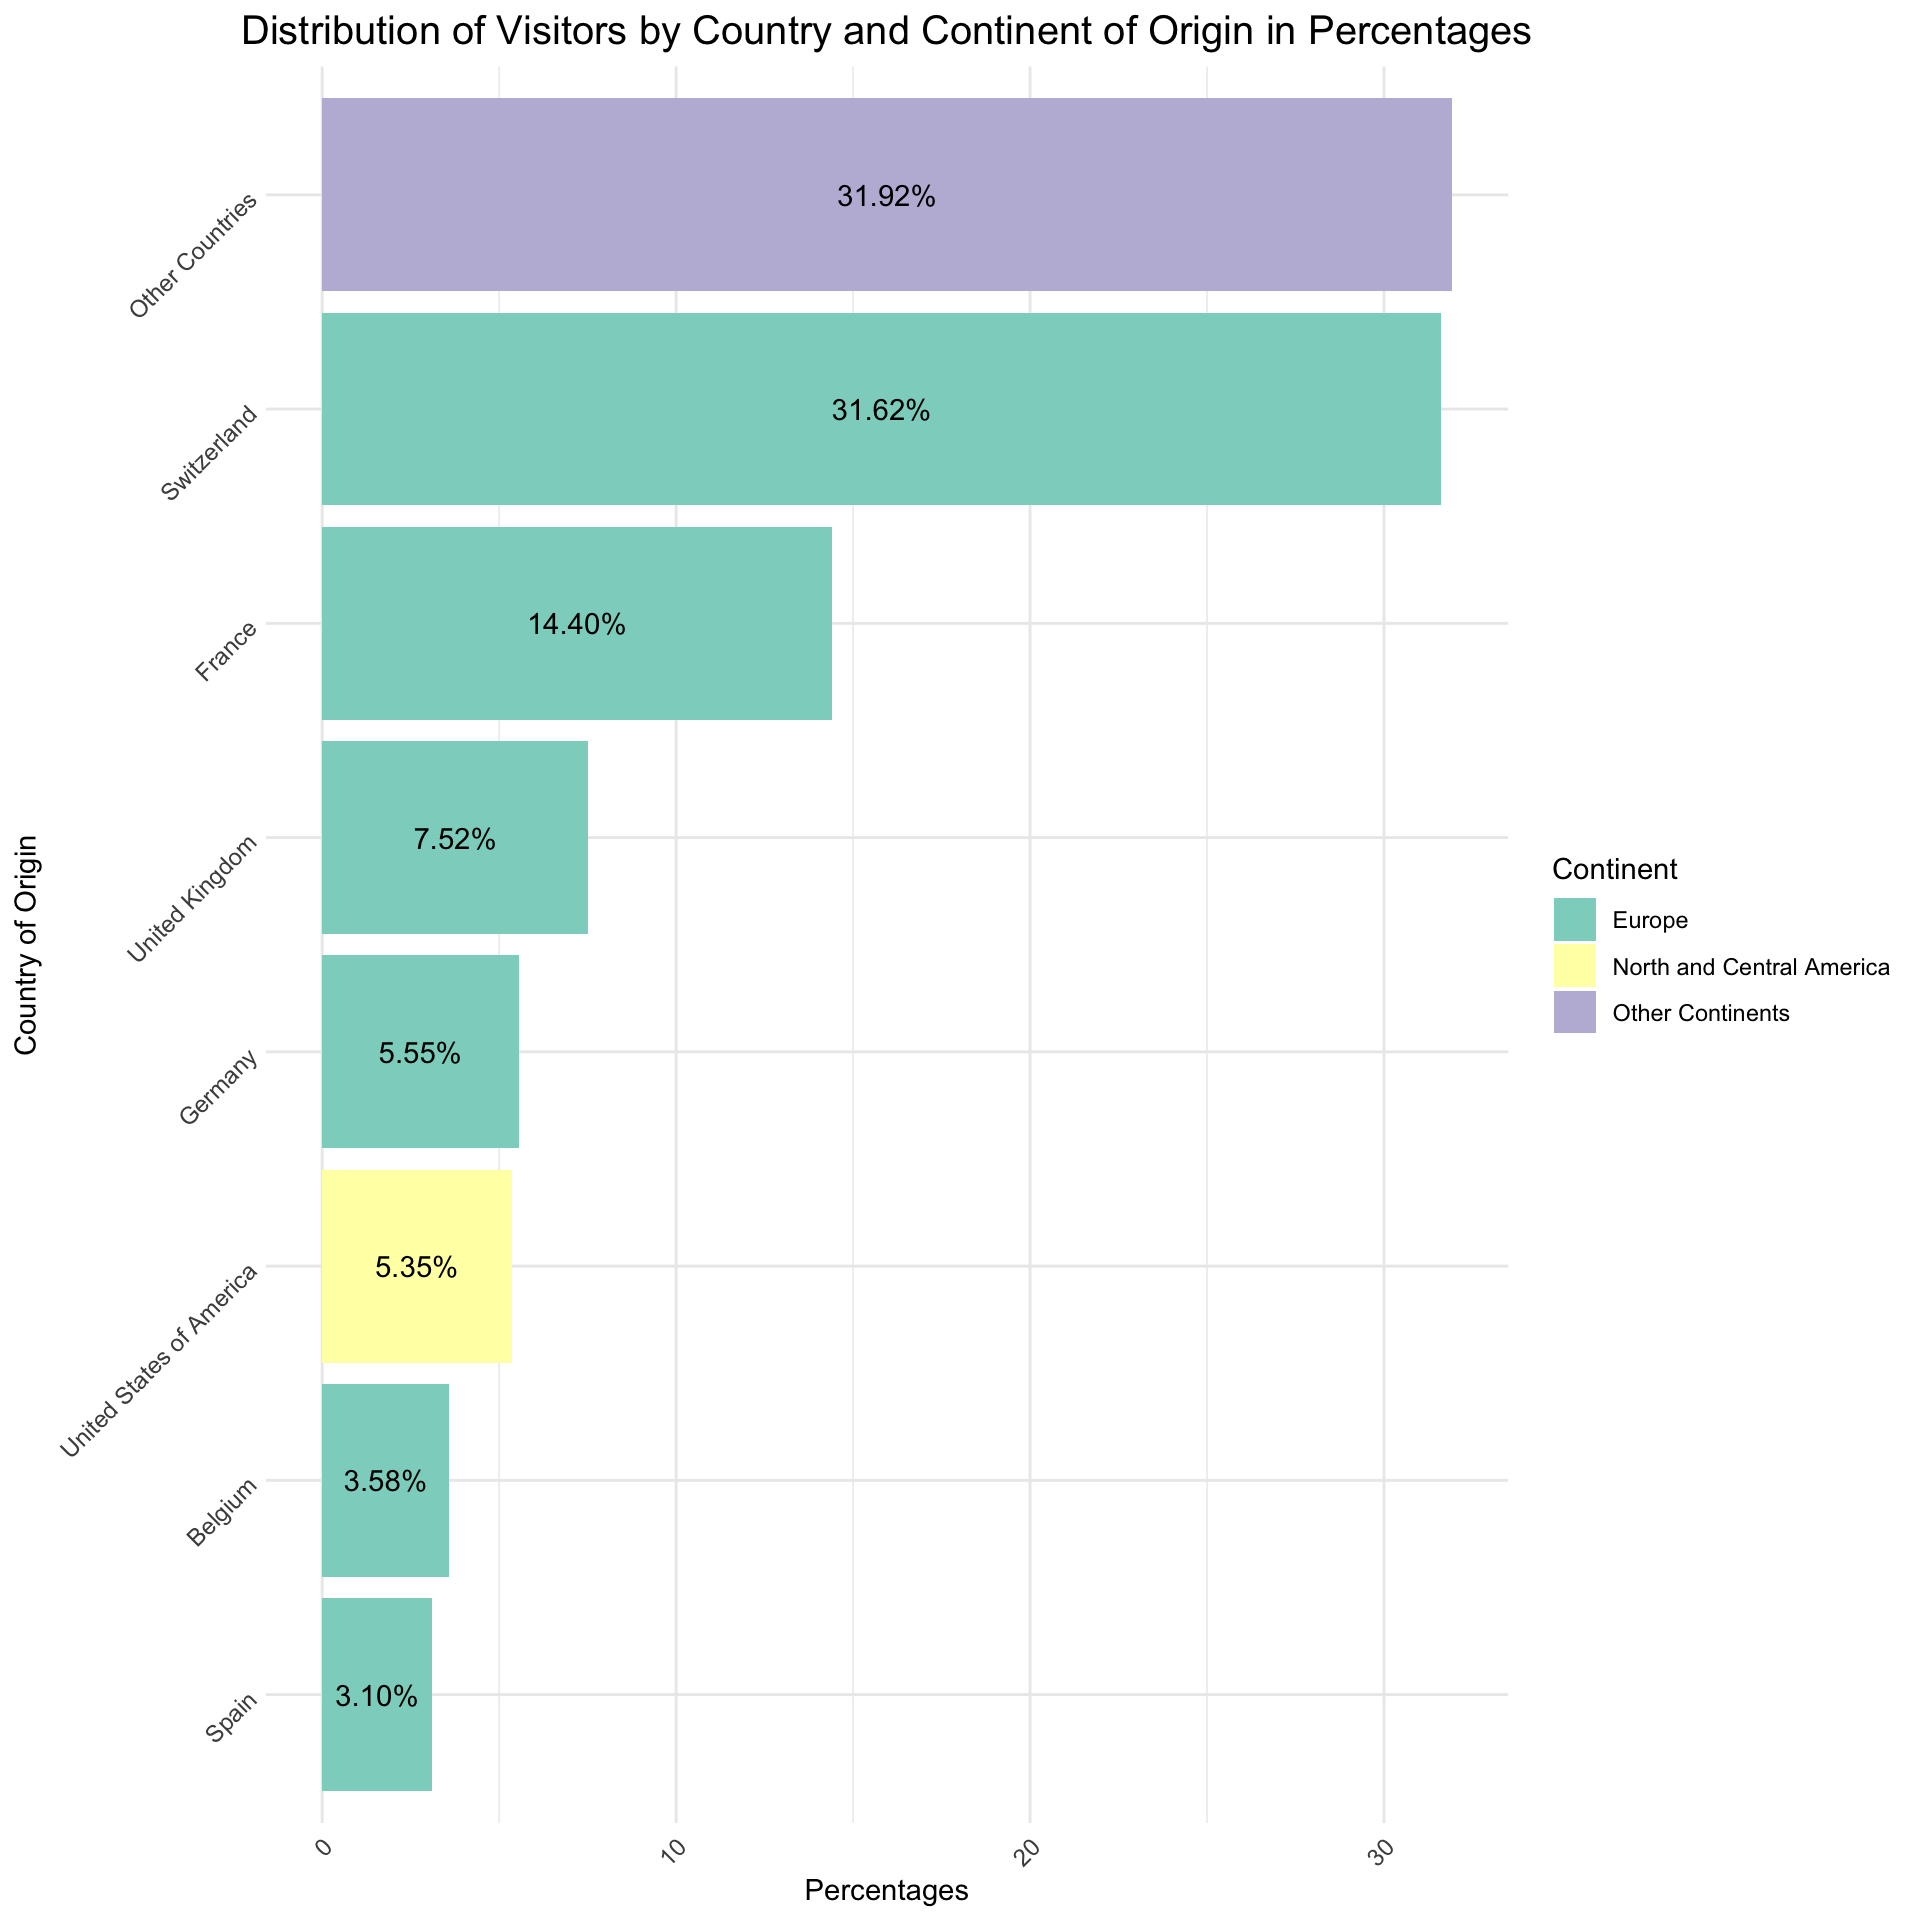 Distribution of Visitors by Country and Continent of Origin in Percentages
Country of Origin
Other Countries
31.92%
Switzerland
31.62%
France
14.40%
United Kingdom
7.52%
Germany
5.55%
United States of America
5.35%
Belgium
3.58%
Spain
3.10%
0
10
20
30
Percentages
Continent
Europe
North and Central America
Other Continents